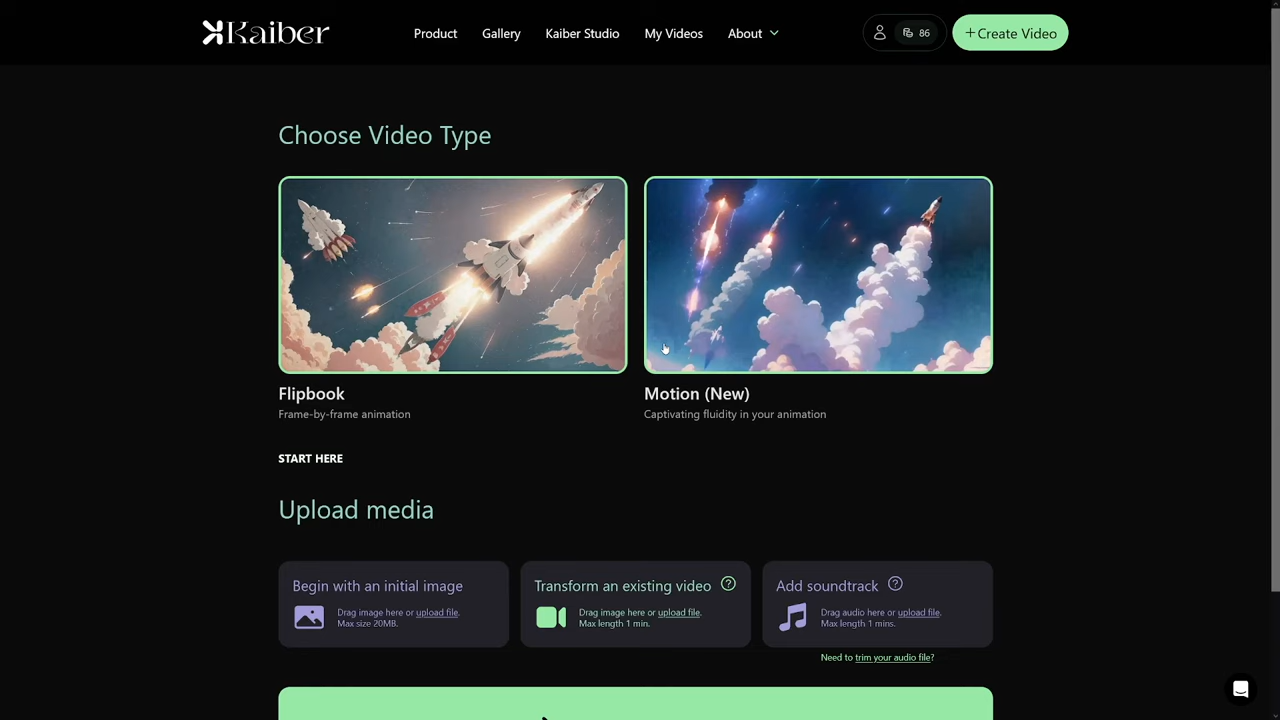 Kaiber
Product
Gallery
Kaiber Studio
My Videos
About
86
+Create Video
Choose Video Type
Flipbook
Frame-by-frame animation
Motion (New)
Captivating fluidity in your animation
START HERE
Upload media
Begin with an initial image
Drag image here or upload file.
Max size 20MB.
Transform an existing video ?
Drag image here or upload file.
Max length 1 min.
Add soundtrack ?
Drag audio here or upload file.
Max length 1 mins.
Need to trim your audio file?